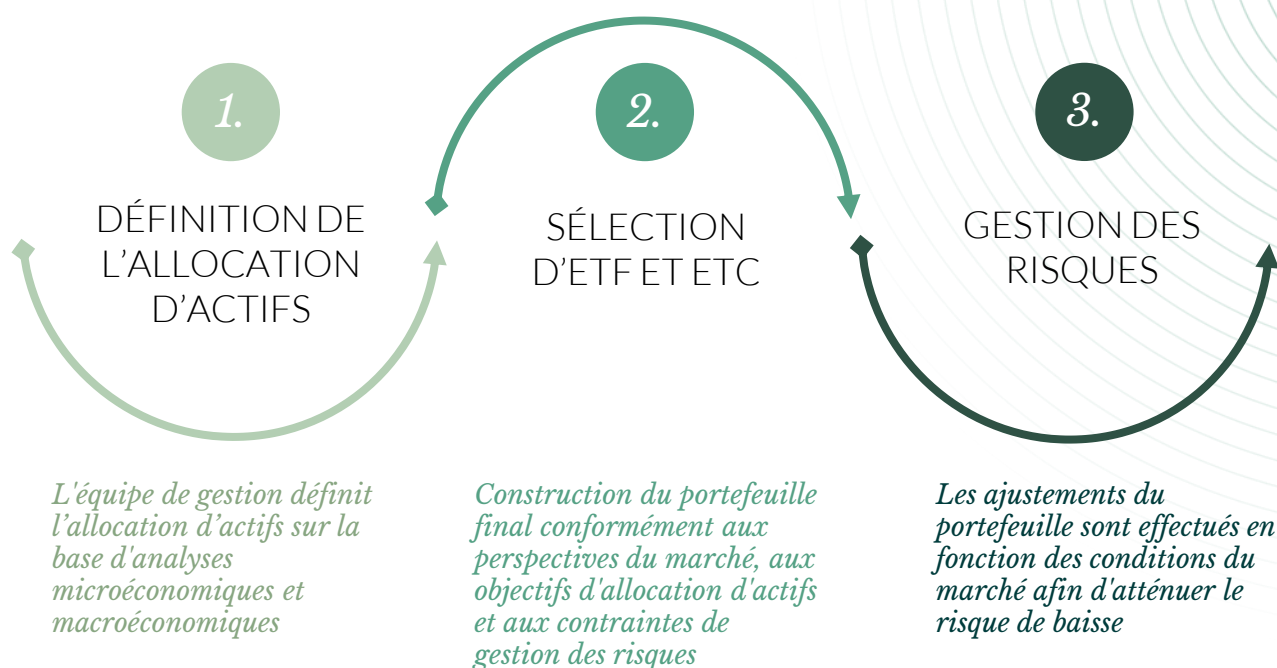 1.
DÉFINITION DE
L’ALLOCATION
D’ACTIFS
L'équipe de gestion définit
l’allocation d’actifs sur la
base d'analyses
microéconomiques et
macroéconomiques
2.
SÉLECTION
D’ETF ET ETC
Construction du portefeuille
final conformément aux
perspectives du marché, aux
objectifs d'allocation d'actifs
et aux contraintes de
gestion des risques
3.
GESTION DES
RISQUES
Les ajustements du
portefeuille sont effectués en
fonction des conditions du
marché afin d'atténuer le
risque de baisse